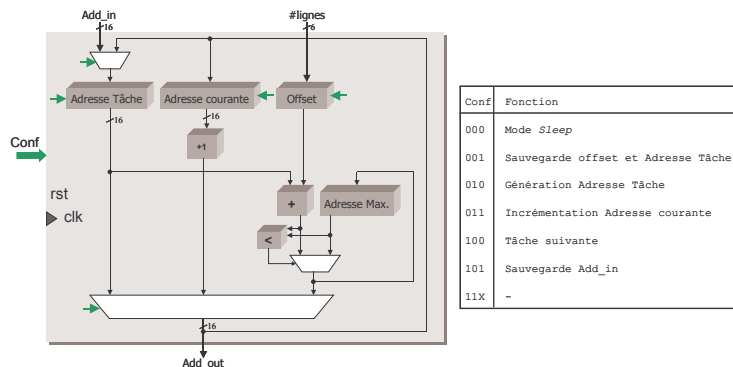 Add_in
#lignes
16
6
Adresse Tâche
Adresse courante
Offset
16
16
Conf
+1
rst
clk
+
Adresse Max.
<
16
Add_out
Conf Fonction
000 Mode Sleep
001 Sauvegarde offset et Adresse Tâche
010 Génération Adresse Tâche
011 Incrémentation Adresse courante
100 Tâche suivante
101 Sauvegarde Add_in
11X -